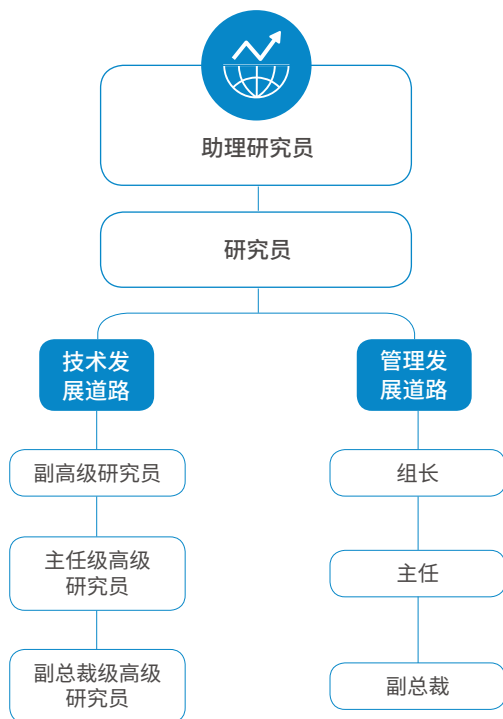 助理研究员
研究员
技术发
展道路
副高级研究员
主任级高级
研究员
副总裁级高级
研究员
管理发
展道路
组长
主任
副总裁